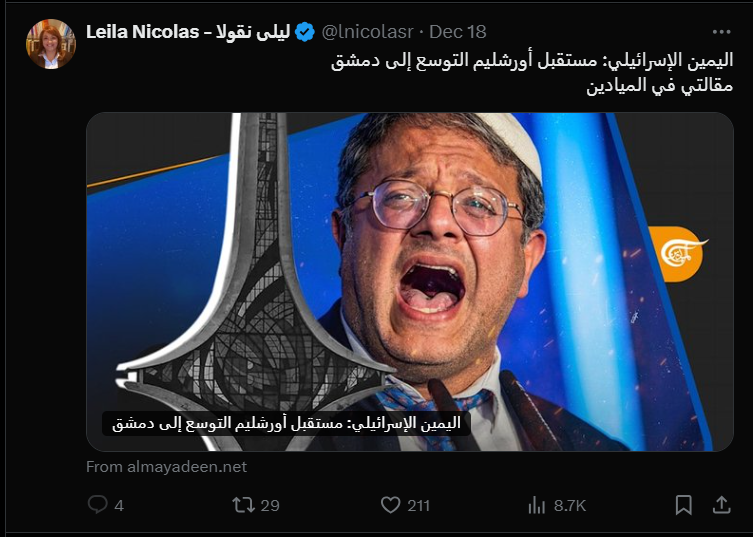 Leila Nicolas - ليلى نقولا @lnicolasr · Dec 18
اليمين الإسرائيلي: مستقبل أورشليم التوسع إلى دمشق
مقالتي في الميادين
اليمين الإسرائيلي: مستقبل أورشليم التوسع إلى دمشق
From almayadeen.net
4 29 211 8.7K